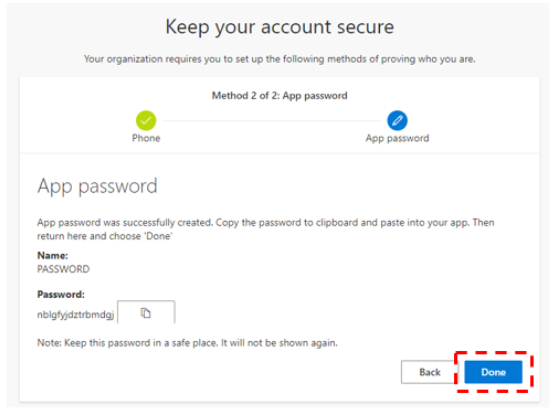 Keep your account secure
Your organization requires you to set up the following methods of proving who you are.
Method 2 of 2: App password
Phone
App password
App password
App password was successfully created. Copy the password to clipboard and paste into your app. Then
return here and choose 'Done'
Name:
PASSWORD
Password:
nblgfyjdztrbmdgj
Note: Keep this password in a safe place. It will not be shown again.
Back
Done